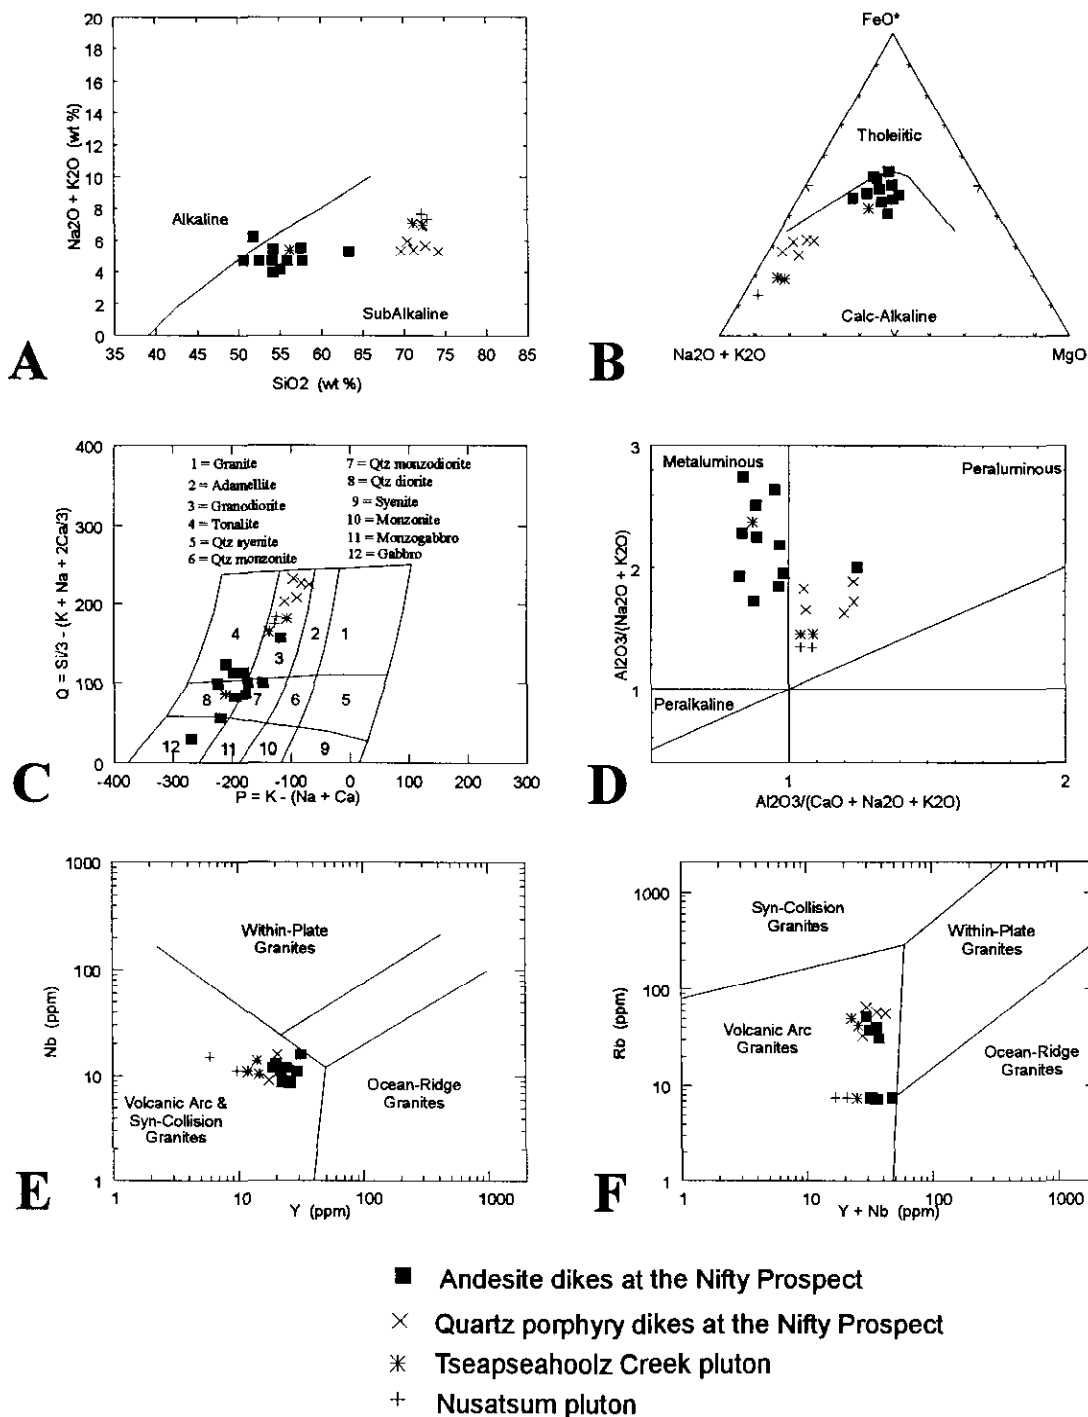 20
18
16
14
12
10
8
6
4
2
0
Na2O + K2O (wt %)
Alkaline
SubAlkaline
35 40 45 50 55 60 65 70 75 80 85
SiO2 (wt %)
A
FeO*
Tholeiitic
Calc-Alkaline
Na2O + K2O
MgO
B
400
300
200
100
0
Q = Si/3 - (K + Na + 2Ca/3)
1 = Granite
2 = Adamellite
3 = Granodiorite
4 = Tonalite
5 = Qtz syenite
6 = Qtz monzonite
7 = Qtz monzodiorite
8 = Qtz diorite
9 = Syenite
10 = Monzonite
11 = Monzogabbro
12 = Gabbro
4 2 1
3
8 7 6 5
12 11 10 9
-400 -300 -200 -100 0 100 200 300
P = K - (Na + Ca)
C
3
2
1
Al2O3/(Na2O + K2O)
Metaluminous
Peraluminous
Peralkaline
1 2
Al2O3/(CaO + Na2O + K2O)
D
1000
100
10
1
Nb (ppm)
Within-Plate
Granites
Volcanic Arc &
Syn-Collision
Granites
Ocean-Ridge
Granites
1 10 100 1000
Y (ppm)
E
1000
100
10
1
Rb (ppm)
Syn-Collision
Granites
Within-Plate
Granites
Volcanic Arc
Granites
Ocean-Ridge
Granites
1 10 100 1000
Y + Nb (ppm)
F
Andesite dikes at the Nifty Prospect
Quartz porphyry dikes at the Nifty Prospect
Tseapseahoolz Creek pluton
Nusatsum pluton